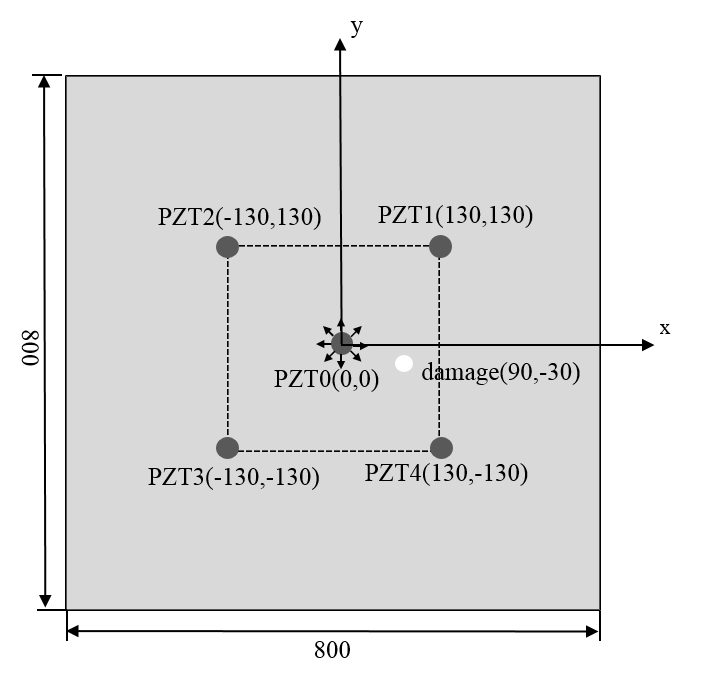 y
PZT2(-130,130)
PZT1(130,130)
x
800
PZT0(0,0)
damage(90,-30)
PZT3(-130,-130)
PZT4(130,-130)
800